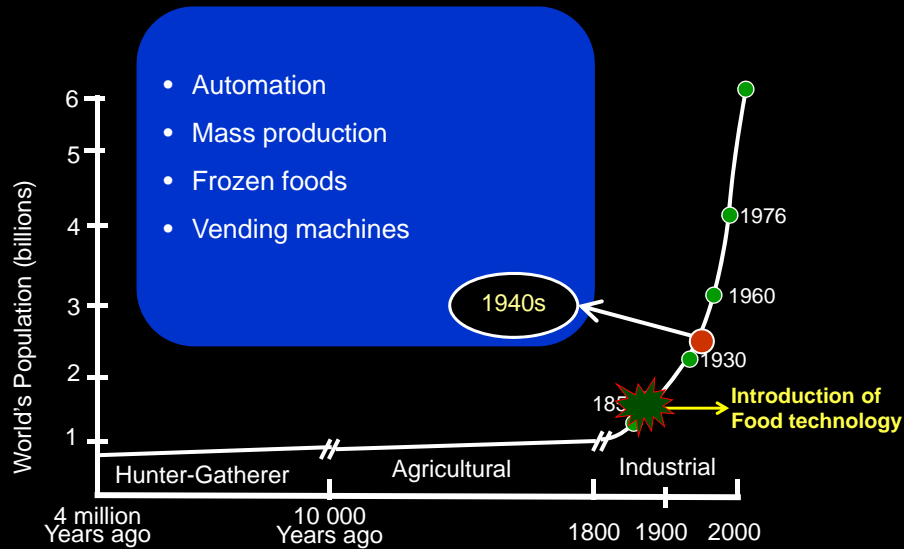 • Automation
• Mass production
• Frozen foods
• Vending machines
1940s
World's Population (billions)
6
5
4
3
2
1
1976
1960
1930
Introduction of
Food technology
Hunter-Gatherer
Agricultural
Industrial
4 million
Years ago
10 000
Years ago
1800
1900
2000